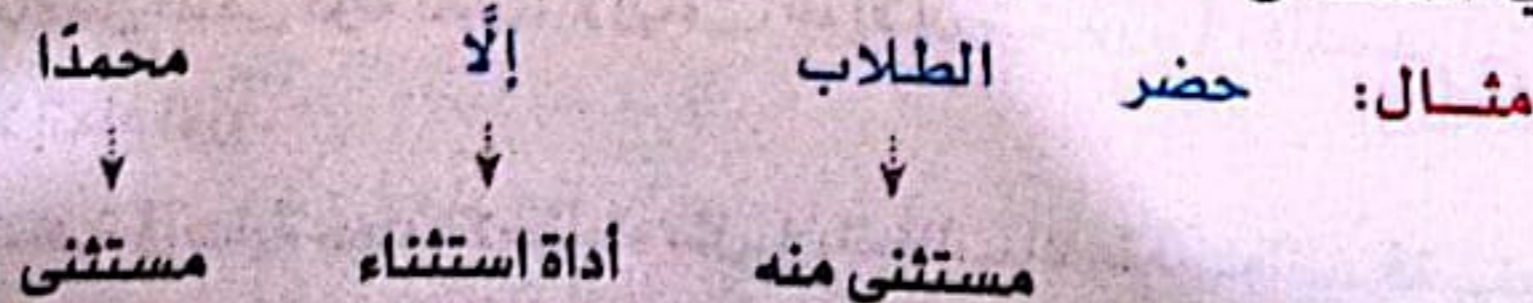 مثال: حضر الطلاب إلَّا محمدًا
مستثنى منه أداة استثناء مستثنى